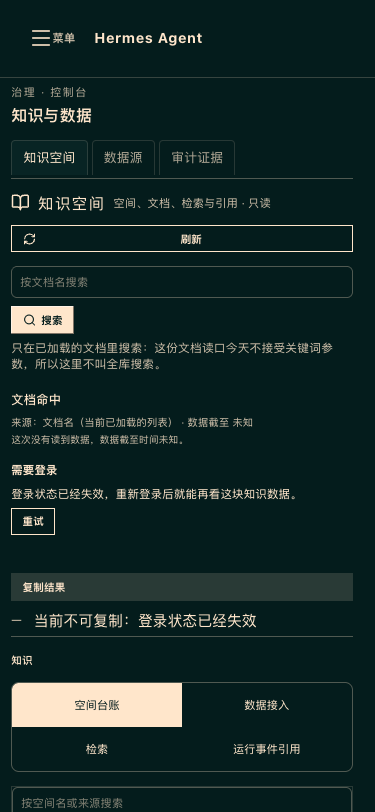 菜单 Hermes Agent
治理 · 控制台
知识与数据
知识空间 数据源 审计证据
知识空间 空间、文档、检索与引用 · 只读
刷新
按文档名搜索
搜索
只在已加载的文档里搜索：这份文档读口今天不接受关键词参
数，所以这里不叫全库搜索。
文档命中
来源：文档名（当前已加载的列表） · 数据截至 未知
这次没有读到数据，数据截至时间未知。
需要登录
登录状态已经失效，重新登录后就能再看这块知识数据。
重试
复制结果
— 当前不可复制：登录状态已经失效
知识
空间台账 数据接入
检索 运行事件引用
按空间名或来源搜索